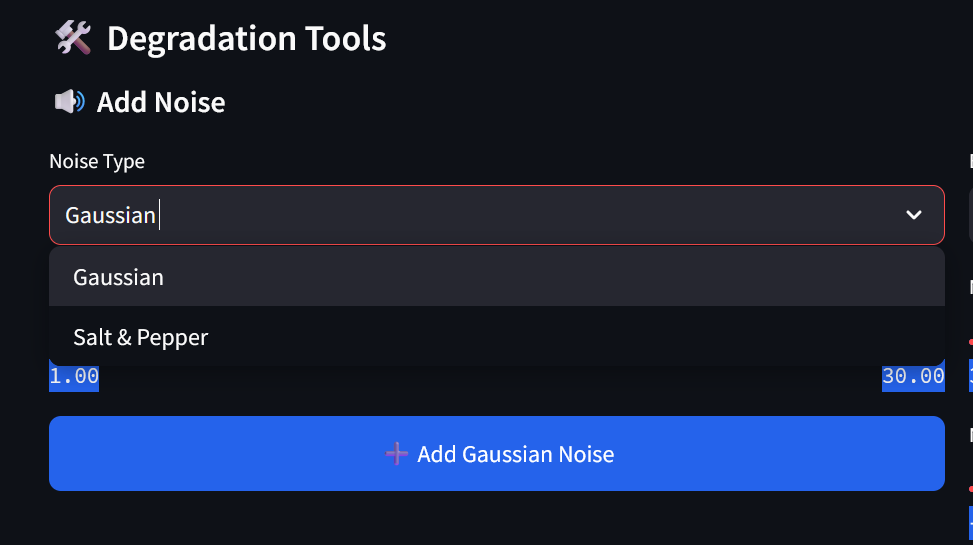 Degradation Tools
Add Noise
Noise Type
Gaussian
Gaussian
Salt & Pepper
1.00 30.00
Add Gaussian Noise